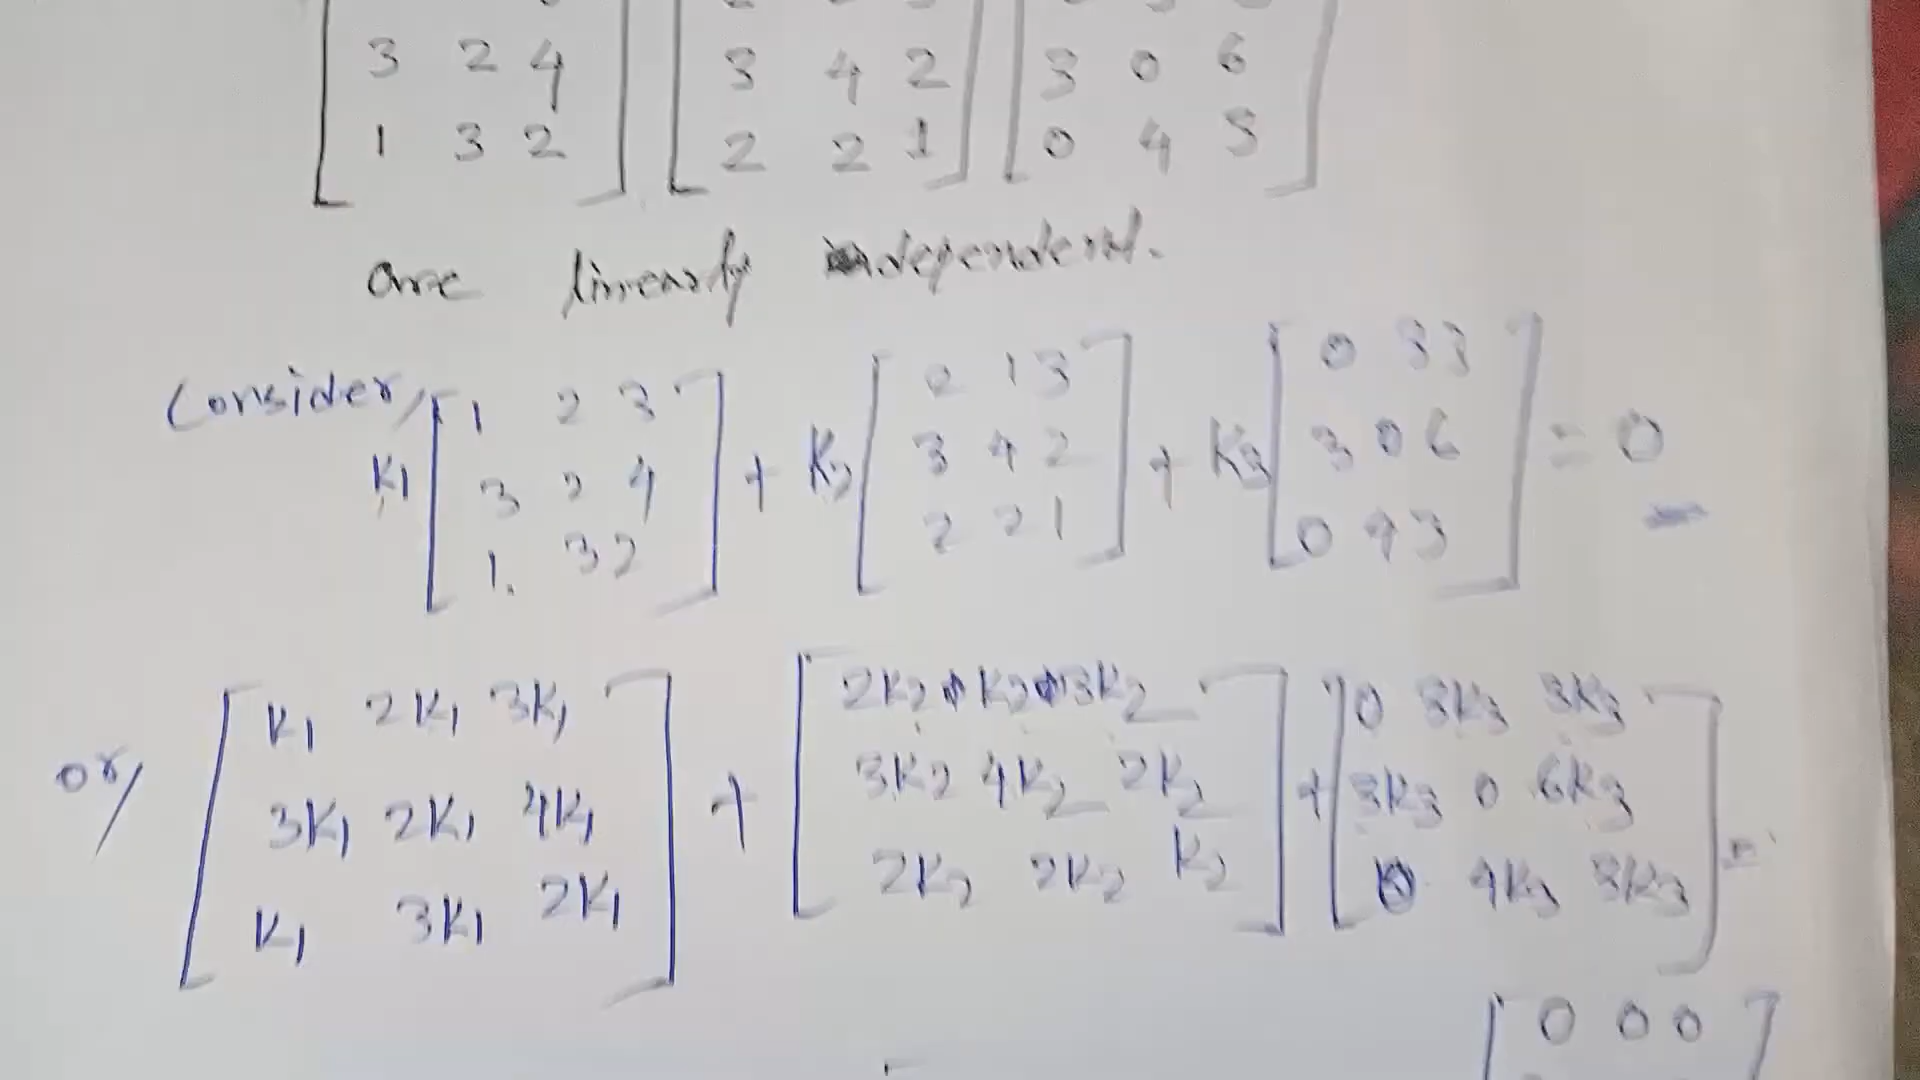 3 2 4 3 4 2 3 0 6
1 3 2 2 2 1 0 4 3
are linearly dependent.
Consider, 1 2 3 2 1 3 0 3 3
K1 3 2 4 + K2 3 4 2 + K3 3 0 6 = 0
1. 3 2 2 2 1 0 4 3
K1 2K1 3K1 2K2 K2 3K2 0 3K3 3K3
or, 3K1 2K1 4K1 + 3K2 4K2 2K2 + 3K3 0 6K3 =
K1 3K1 2K1 2K2 2K2 K2 0 4K3 3K3
0 0 0